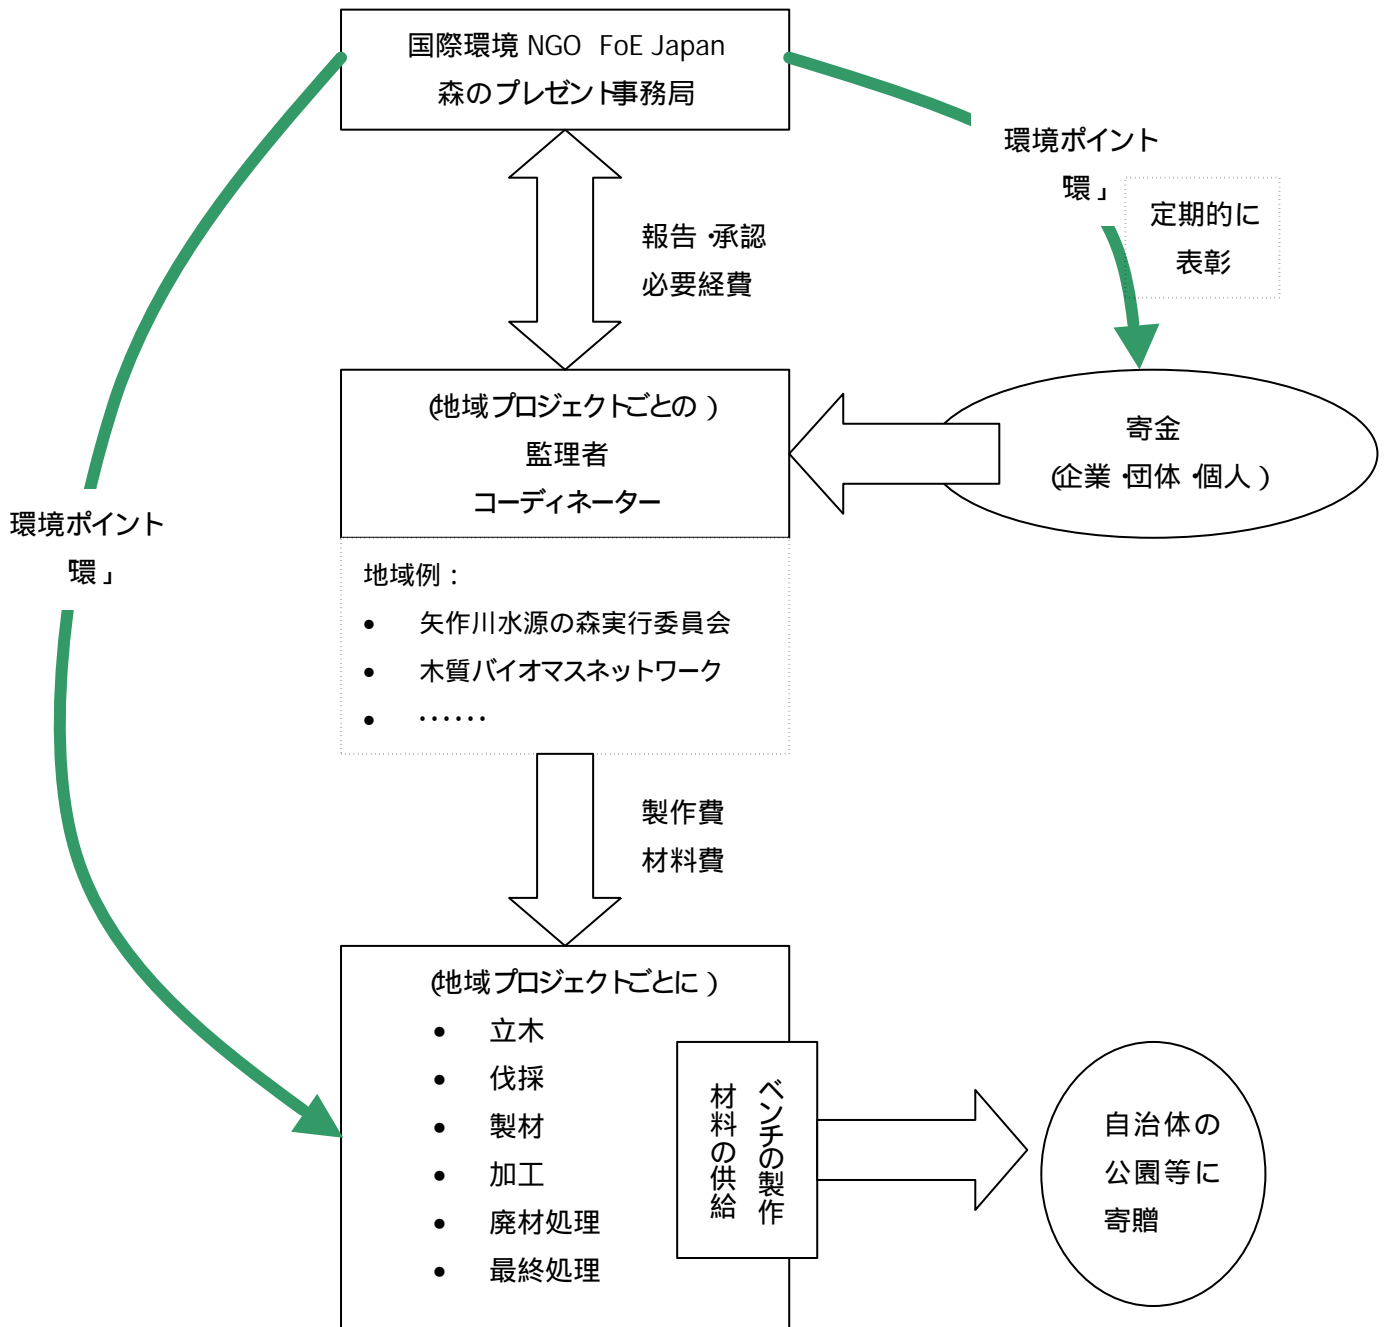 国際環境 NGO FoE Japan
森のプレゼント事務局
環境ポイント
「環」
定期的に
表彰
報告・承認
必要経費
(地域プロジェクトごとの)
監理者
コーディネーター
寄金
(企業・団体・個人)
環境ポイント
「環」
地域例:
• 矢作川水源の森実行委員会
• 木質バイオマスネットワーク
• ・・・・・・
製作費
材料費
(地域プロジェクトごとに)
• 立木
• 伐採
• 製材
• 加工
• 廃材処理
• 最終処理
ベンチの製作
材料の供給
自治体の
公園等に
寄贈